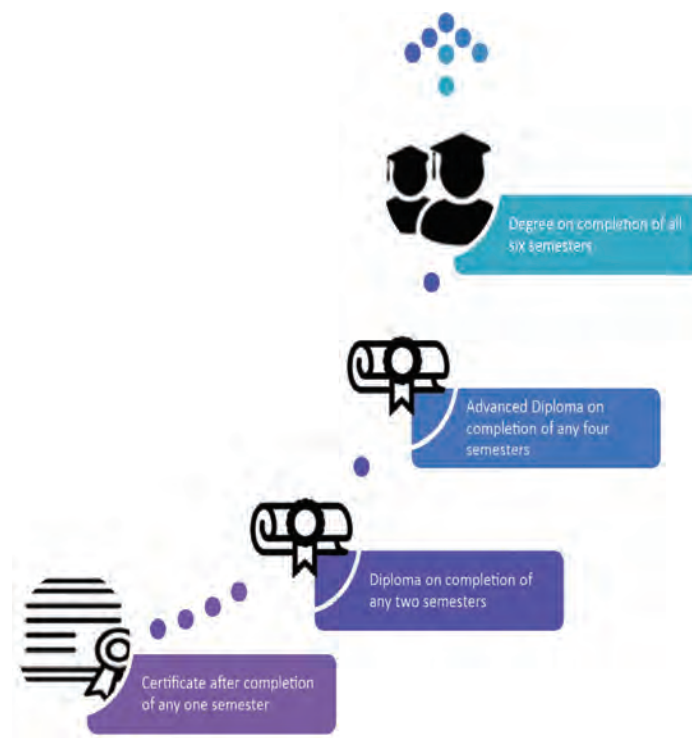 Degree on completion of all
six semesters
Advanced Diploma on
completion of any four
semesters
Diploma on completion of
any two semesters
Certificate after completion
of any one semester